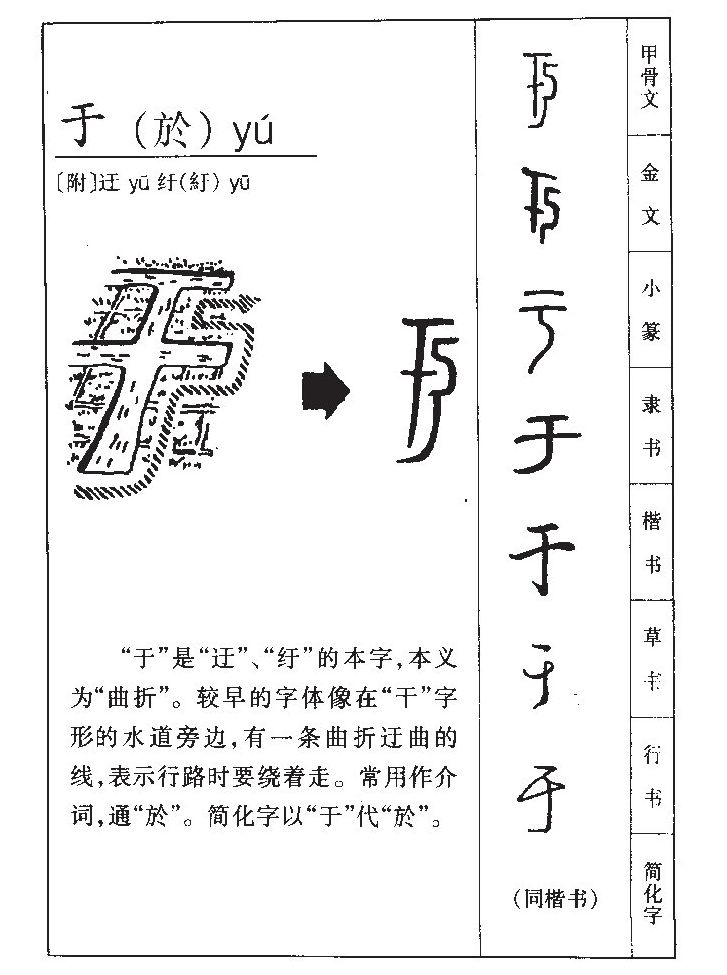 于（於）yú
〔附〕迂 yū 纡(紆) yū
“于”是“迂”、“纡”的本字，本义
为“曲折”。较早的字体像在“干”字
形的水道旁边，有一条曲折迂曲的
线，表示行路时要绕着走。常用作介
词，通“於”。简化字以“于”代“於”。
甲骨文
金文
小篆
于
隶书
于
楷书
于
草书
于
行书
（同楷书）
简化字